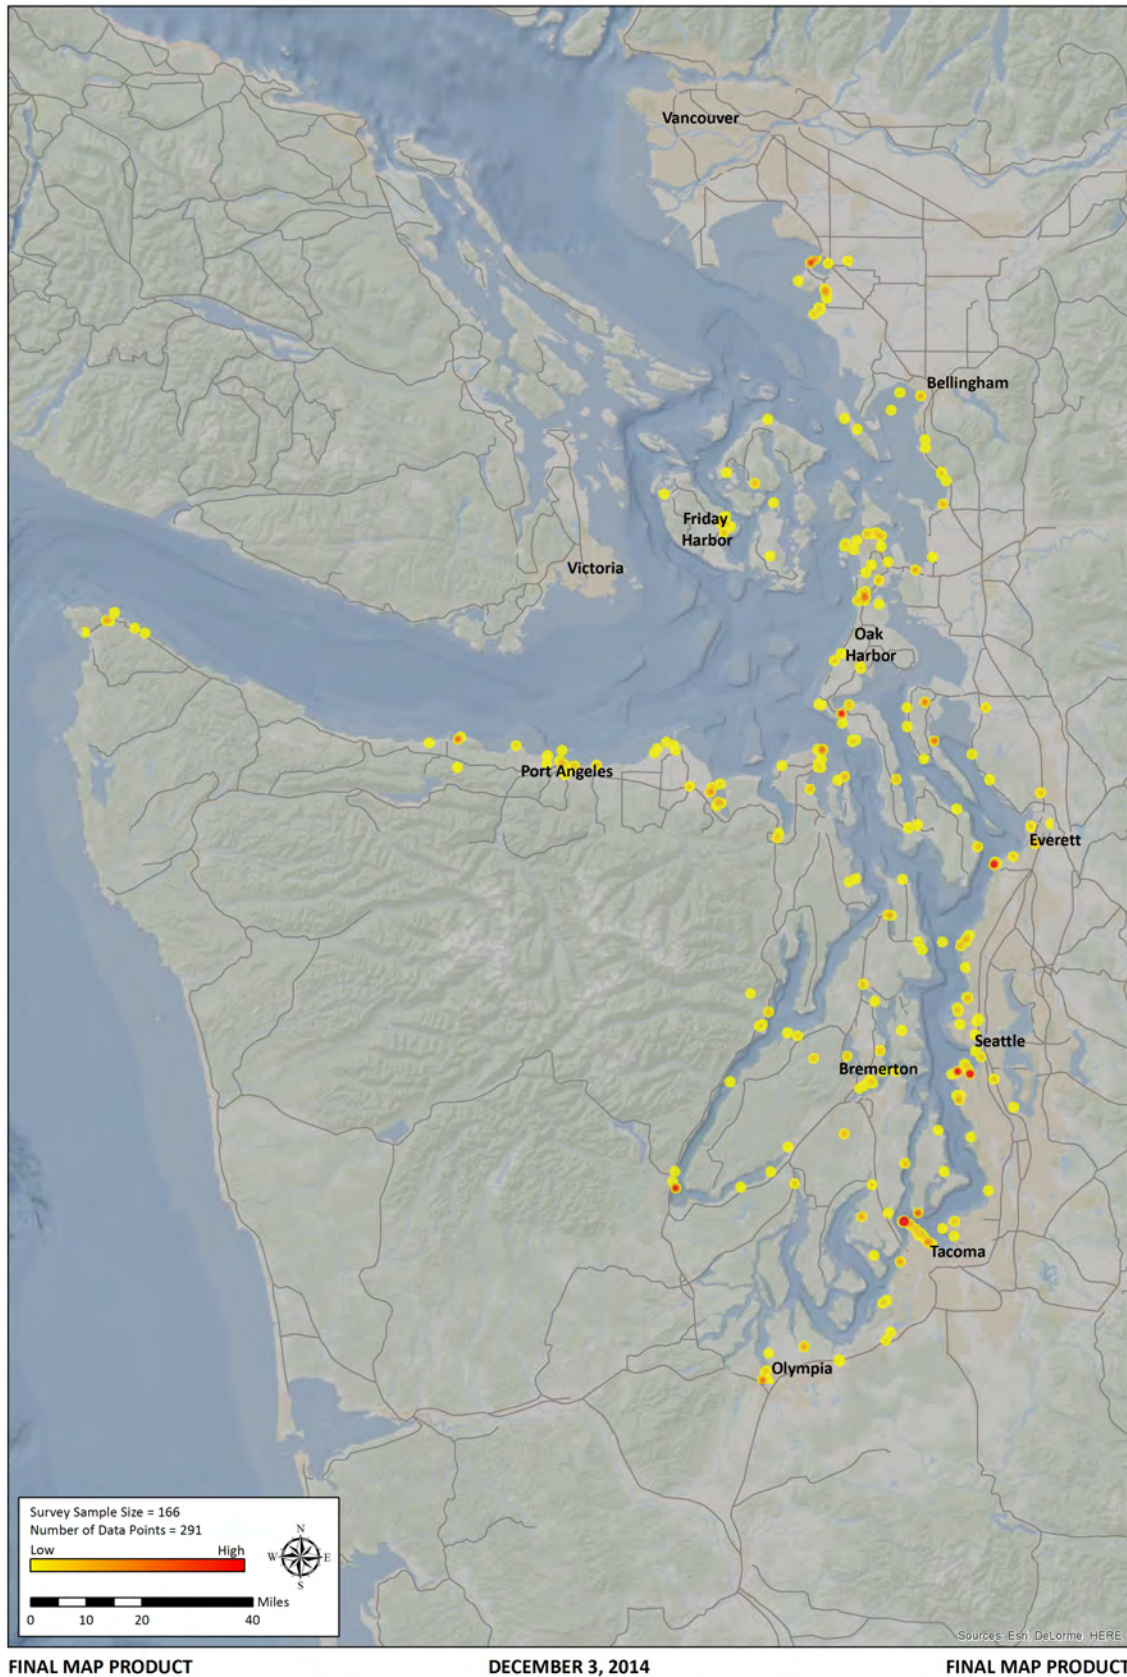 Vancouver
Bellingham
Friday
Harbor
Victoria
Oak
Harbor
Port Angeles
Everett
Seattle
Bremerton
Tacoma
Olympia
Survey Sample Size = 166
Number of Data Points = 291
Low High
N
W E
S
Miles
0 10 20 40
Sources: Esri, DeLorme, HERE
FINAL MAP PRODUCT DECEMBER 3, 2014 FINAL MAP PRODUCT